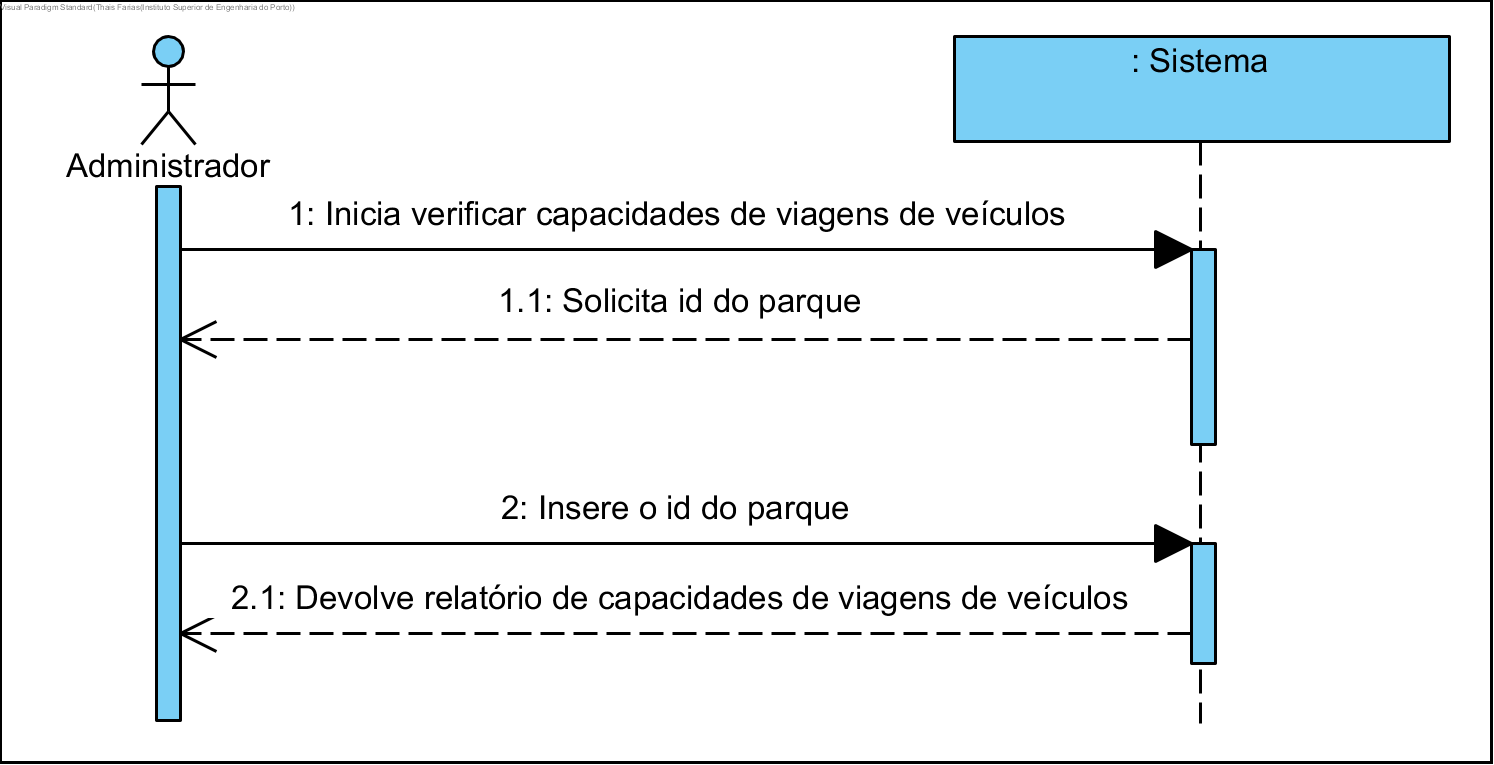 Visual Paradigm Standard(Thais Farias(Instituto Superior de Engenharia do Porto))
: Sistema
Administrador
1: Inicia verificar capacidades de viagens de veículos
1.1: Solicita id do parque
2: Insere o id do parque
2.1: Devolve relatório de capacidades de viagens de veículos